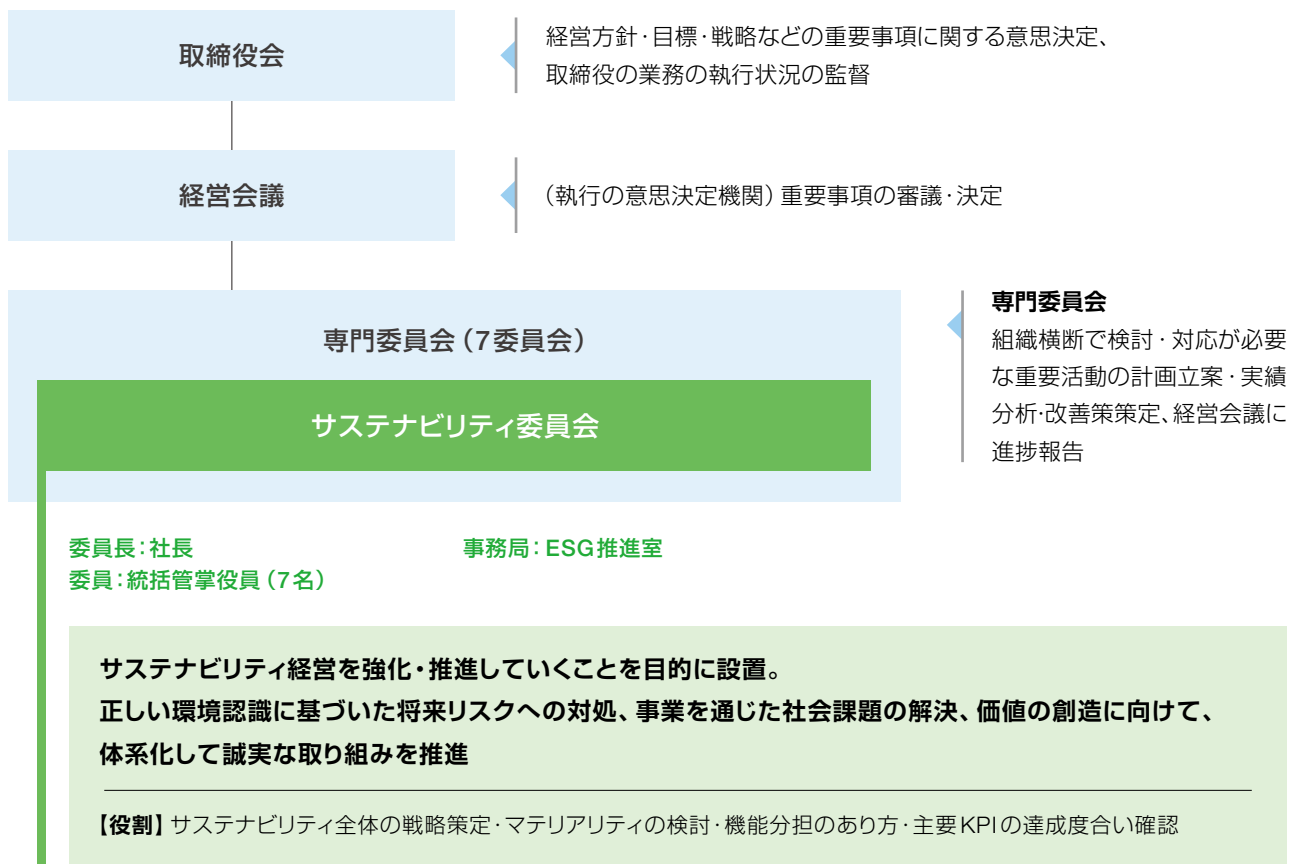 取締役会
経営方針・目標・戦略などの重要事項に関する意思決定、
取締役の業務の執行状況の監督
経営会議
（執行の意思決定機関）重要事項の審議・決定
専門委員会（7委員会）
サステナビリティ委員会
専門委員会
組織横断で検討・対応が必要
な重要活動の計画立案・実績
分析・改善策策定、経営会議に
進捗報告
委員長：社長
委員：統括管掌役員（7名）
事務局：ESG推進室
サステナビリティ経営を強化・推進していくことを目的に設置。
正しい環境認識に基づいた将来リスクへの対処、事業を通じた社会課題の解決、価値の創造に向けて、
体系化して誠実な取り組みを推進
【役割】サステナビリティ全体の戦略策定・マテリアリティの検討・機能分担のあり方・主要KPIの達成度合い確認